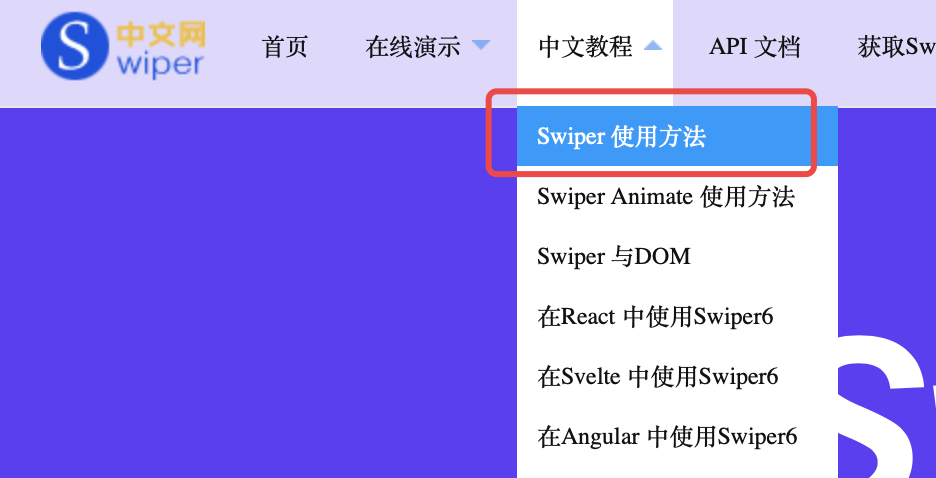 S 中文网
wiper
首页
在线演示
中文教程
API 文档
获取Sw
Swiper 使用方法
Swiper Animate 使用方法
Swiper 与DOM
在React 中使用Swiper6
在Svelte 中使用Swiper6
在Angular 中使用Swiper6
S